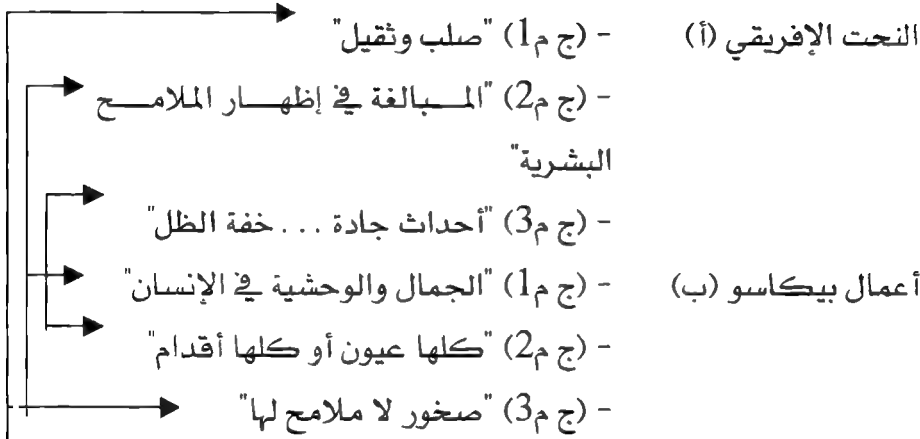 النحت الإفريقي (أ) - (ج م1) "صلب وثقيل"
- (ج م2) "المبالغة في إظهار الملامح
البشرية"
- (ج م3) "أحداث جادة ... خفة الظل"
أعمال بيكاسو (ب) - (ج م1) "الجمال والوحشية في الإنسان"
- (ج م2) "كلها عيون أو كلها أقدام"
- (ج م3) "صخور لا ملامح لها"